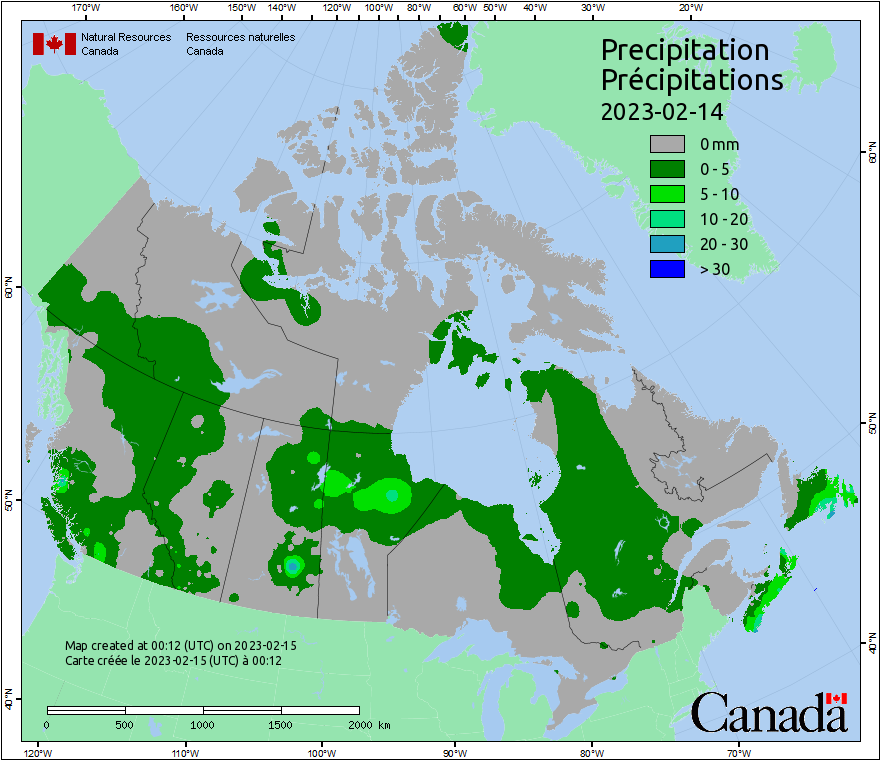 170°W 160°W 150°W 140°W 120°W 100°W 80°W 60°W 50°W 40°W 30°W 20°W
Natural Resources Ressources naturelles
Canada Canada
Precipitation
Précipitations
2023-02-14
0 mm
0 - 5
5 - 10
10 - 20
20 - 30
> 30
60°N
60°N
50°N
50°N
40°N
40°N
Map created at 00:12 (UTC) on 2023-02-15
Carte créée le 2023-02-15 (UTC) à 00:12
0 500 1000 1500 2000 km
Canada
120°W 110°W 100°W 90°W 80°W 70°W